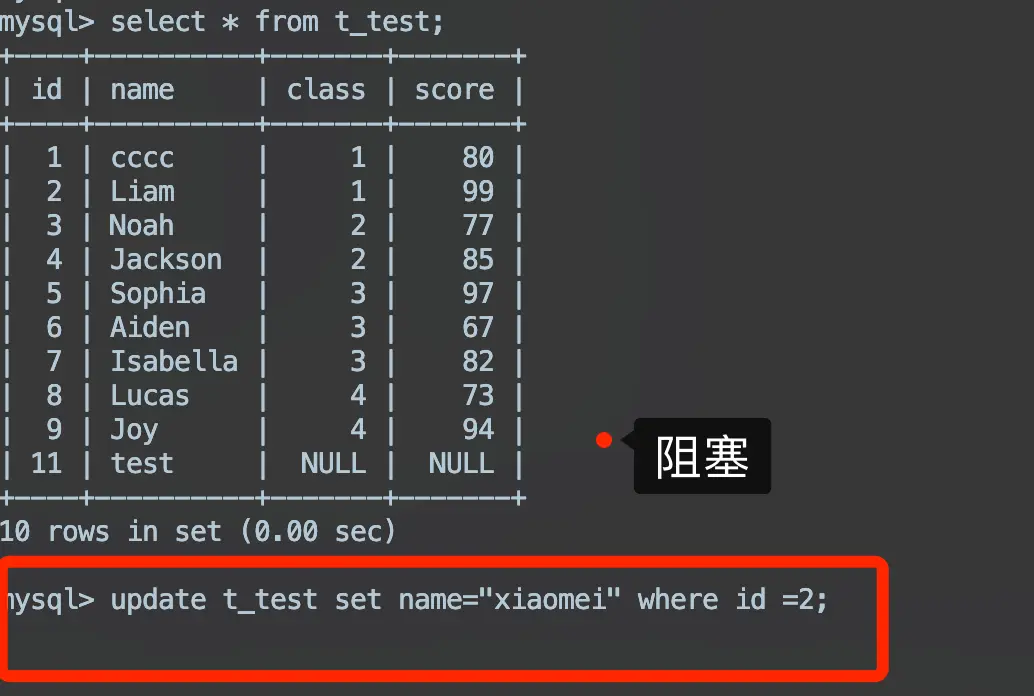 mysql> select * from t_test;
+----+-----------+-------+-------+
| id | name      | class | score |
+----+-----------+-------+-------+
|  1 | cccc      |     1 |    80 |
|  2 | Liam      |     1 |    99 |
|  3 | Noah      |     2 |    77 |
|  4 | Jackson   |     2 |    85 |
|  5 | Sophia    |     3 |    97 |
|  6 | Aiden     |     3 |    67 |
|  7 | Isabella  |     3 |    82 |
|  8 | Lucas     |     4 |    73 |
|  9 | Joy       |     4 |    94 |
| 11 | test      |  NULL |  NULL |
+----+-----------+-------+-------+
阻塞
10 rows in set (0.00 sec)
mysql> update t_test set name="xiaomei" where id =2;